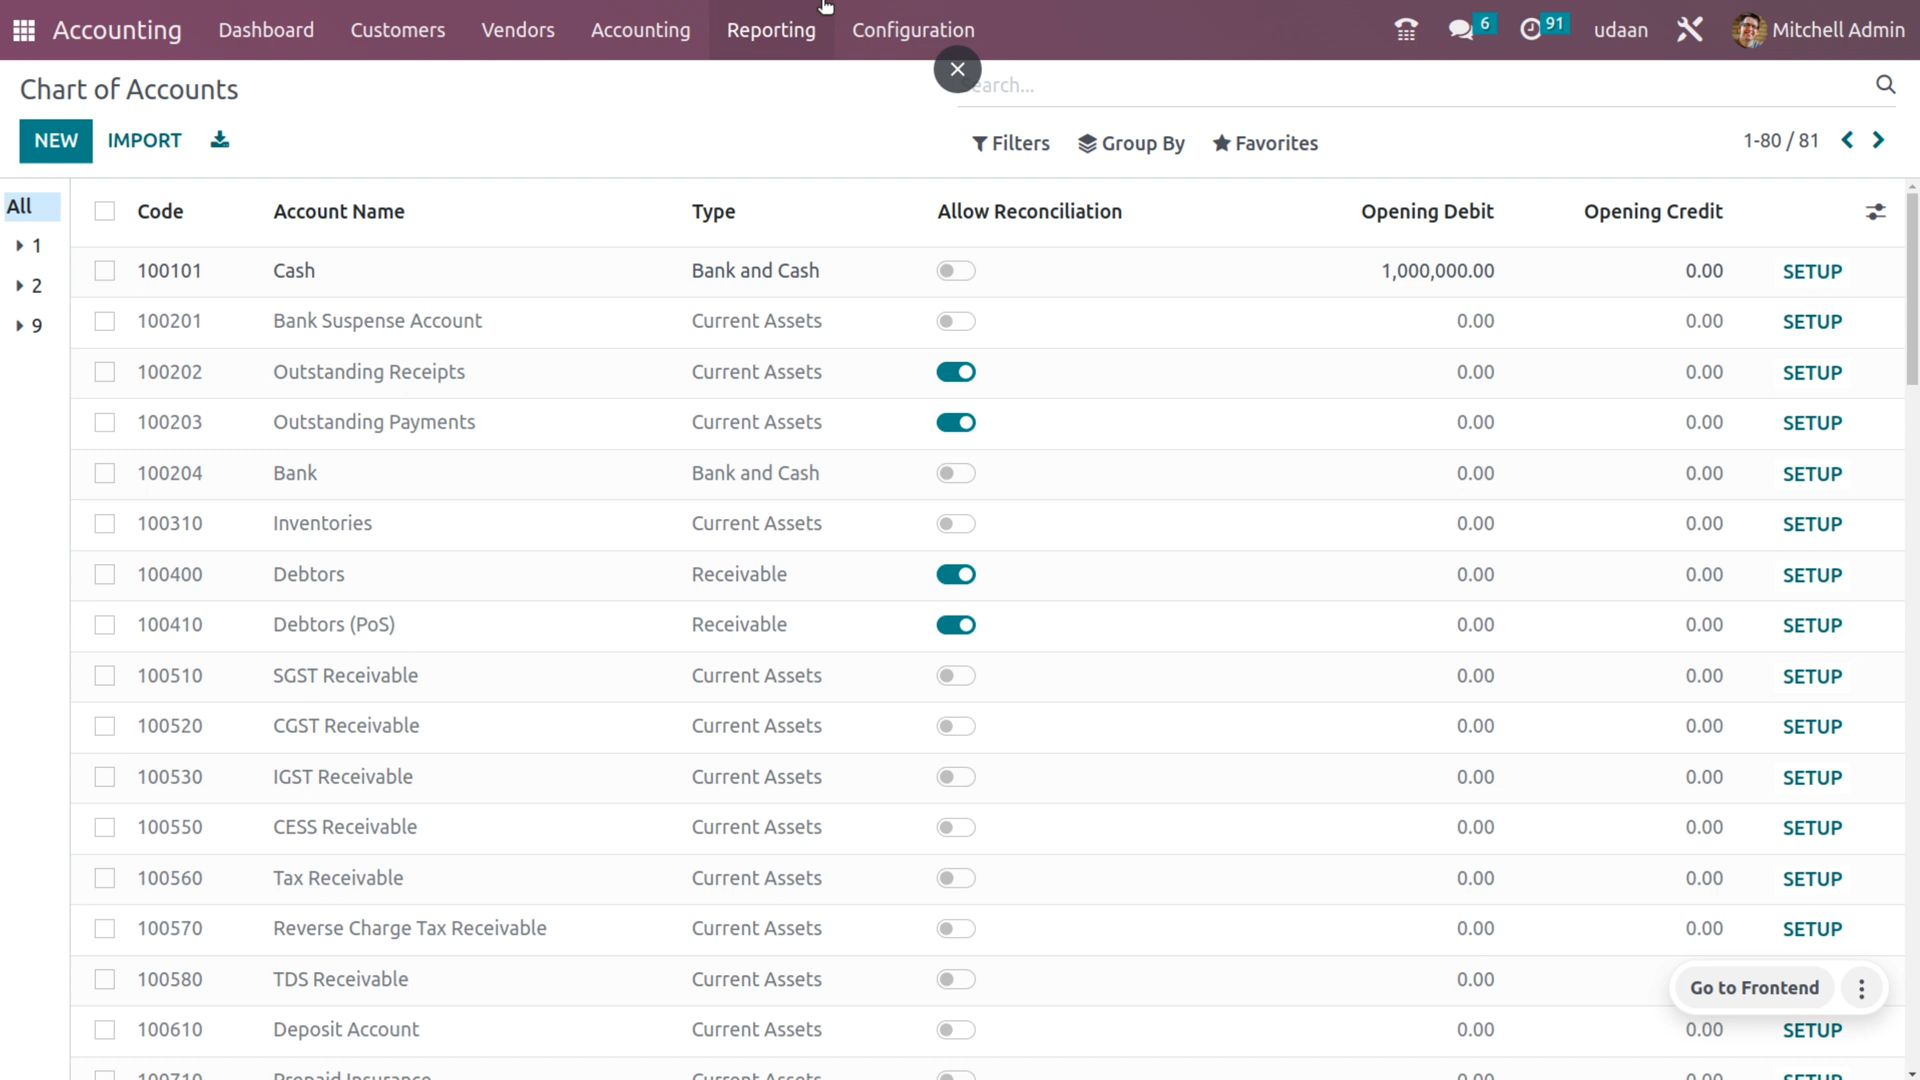 Accounting Dashboard Customers Vendors Accounting Reporting Configuration 6 91 udaan Mitchell Admin
Chart of Accounts
earch...
NEW IMPORT
Filters Group By Favorites 1-80 / 81
All
1
2
9
Code Account Name Type Allow Reconciliation Opening Debit Opening Credit
100101 Cash Bank and Cash 1,000,000.00 0.00 SETUP
100201 Bank Suspense Account Current Assets 0.00 0.00 SETUP
100202 Outstanding Receipts Current Assets 0.00 0.00 SETUP
100203 Outstanding Payments Current Assets 0.00 0.00 SETUP
100204 Bank Bank and Cash 0.00 0.00 SETUP
100310 Inventories Current Assets 0.00 0.00 SETUP
100400 Debtors Receivable 0.00 0.00 SETUP
100410 Debtors (PoS) Receivable 0.00 0.00 SETUP
100510 SGST Receivable Current Assets 0.00 0.00 SETUP
100520 CGST Receivable Current Assets 0.00 0.00 SETUP
100530 IGST Receivable Current Assets 0.00 0.00 SETUP
100550 CESS Receivable Current Assets 0.00 0.00 SETUP
100560 Tax Receivable Current Assets 0.00 0.00 SETUP
100570 Reverse Charge Tax Receivable Current Assets 0.00 0.00 SETUP
100580 TDS Receivable Current Assets 0.00
Go to Frontend
100610 Deposit Account Current Assets 0.00 0.00 SETUP
100710 Prepaid Insurance Current Assets 0.00 0.00 SETUP